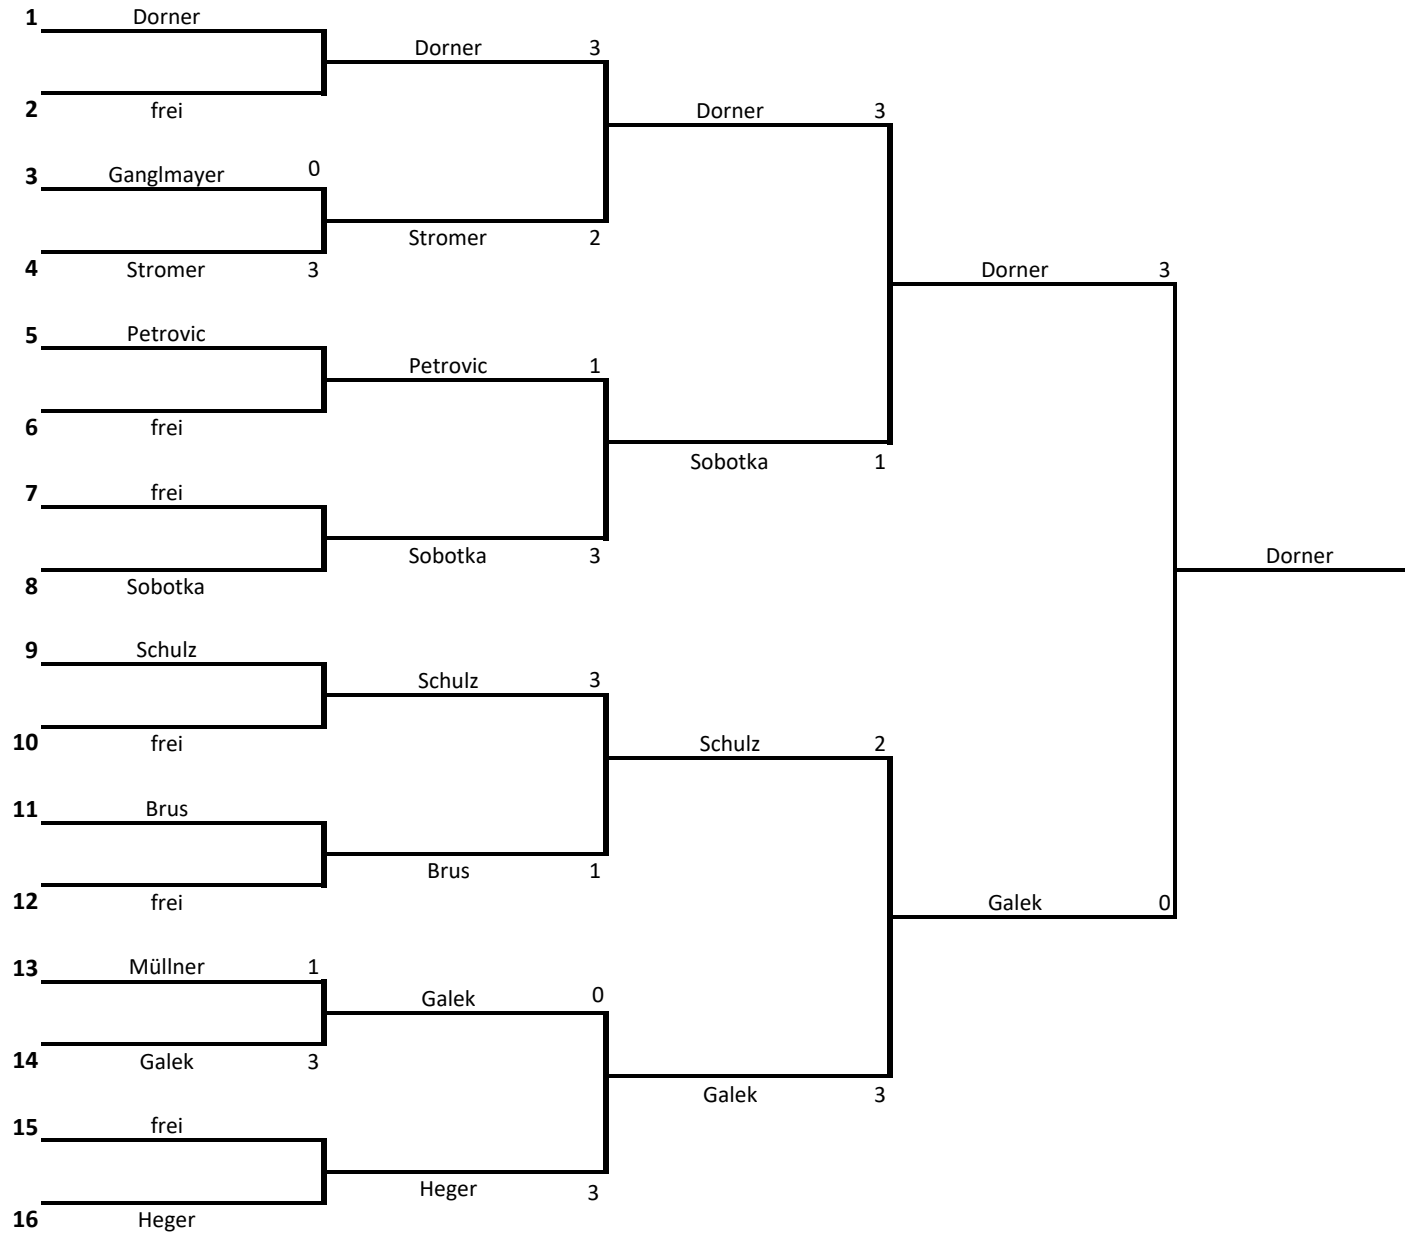 1 Dorner
Dorner 3
2 frei
Dorner 3
3 Ganglmayer 0
Stromer 2
4 Stromer 3
Dorner 3
5 Petrovic
Petrovic 1
6 frei
Sobotka 1
7 frei
Sobotka 3
8 Sobotka
Dorner
9 Schulz
Schulz 3
10 frei
Schulz 2
11 Brus
Brus 1
12 frei
Galek 0
13 Müllner 1
Galek 0
14 Galek 3
Galek 3
15 frei
Heger 3
16 Heger